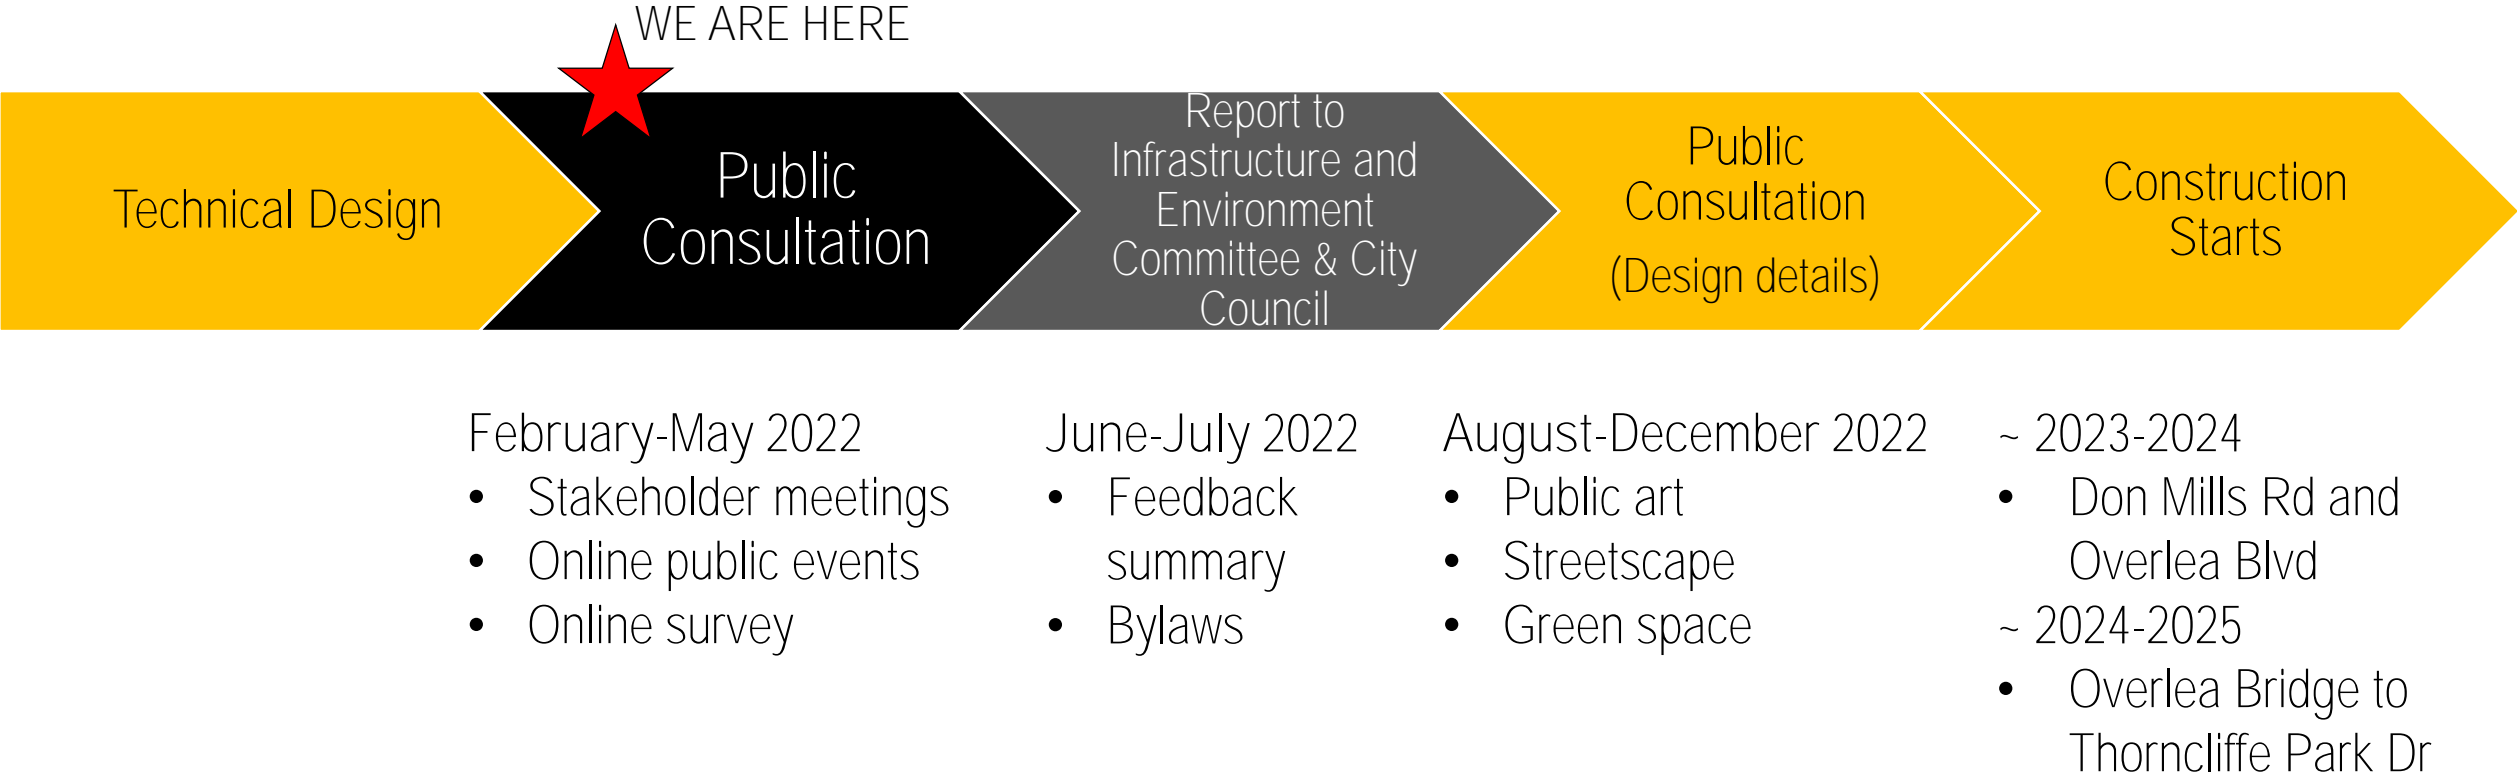 WE ARE HERE
Technical Design
Public
Consultation
Report to
Infrastructure and
Environment
Committee & City
Council
Public
Consultation
(Design details)
Construction
Starts
February-May 2022
• Stakeholder meetings
• Online public events
• Online survey
June-July 2022
• Feedback
summary
• Bylaws
August-December 2022
• Public art
• Streetscape
• Green space
~ 2023-2024
• Don Mills Rd and
Overlea Blvd
~ 2024-2025
• Overlea Bridge to
Thorncliffe Park Dr